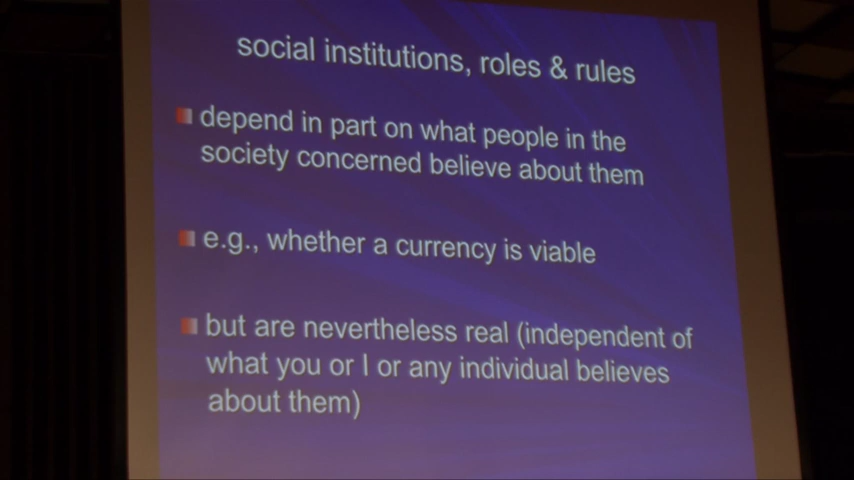 social institutions, roles & rules
depend in part on what people in the
society concerned believe about them
e.g., whether a currency is viable
but are nevertheless real (independent of
what you or I or any individual believes
about them)